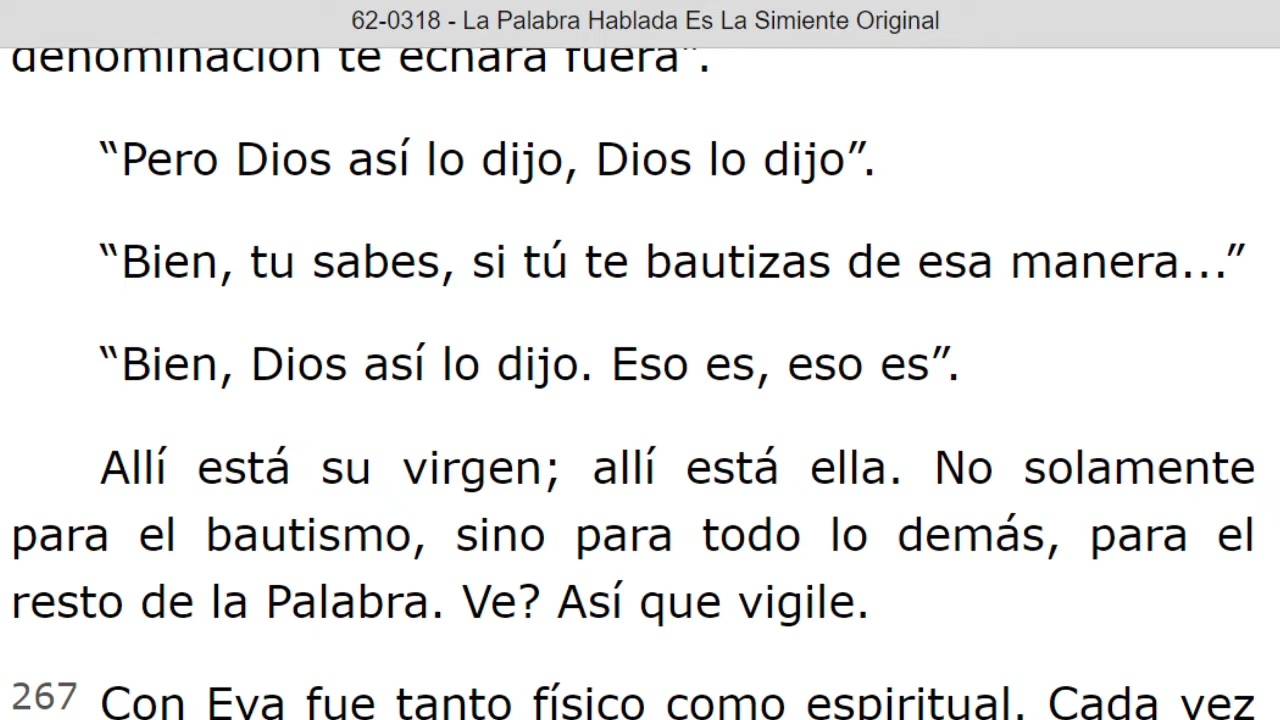 62-0318 - La Palabra Hablada Es La Simiente Original
denominación te echará fuera”.
“Pero Dios así lo dijo, Dios lo dijo”.
“Bien, tu sabes, si tú te bautizas de esa manera...”
“Bien, Dios así lo dijo. Eso es, eso es”.
Allí está su virgen; allí está ella. No solamente
para el bautismo, sino para todo lo demás, para el
resto de la Palabra. Ve? Así que vigile.
267 Con Eva fue tanto físico como espiritual. Cada vez